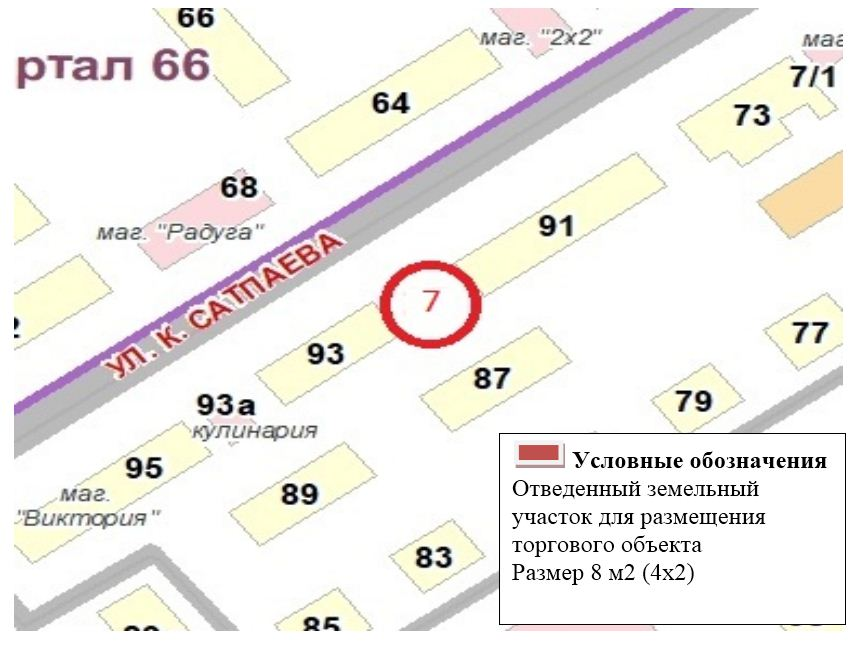 66
маг. "2х2"
маг
ртал 66
7/1
64
73
68
маг. "Радуга"
91
УЛ. К. САТПАЕВА
7
2
93
77
87
93а
кулинария
79
95
маг.
"Виктория"
89
83
85
Условные обозначения
Отведенный земельный
участок для размещения
торгового объекта
Размер 8 м2 (4х2)